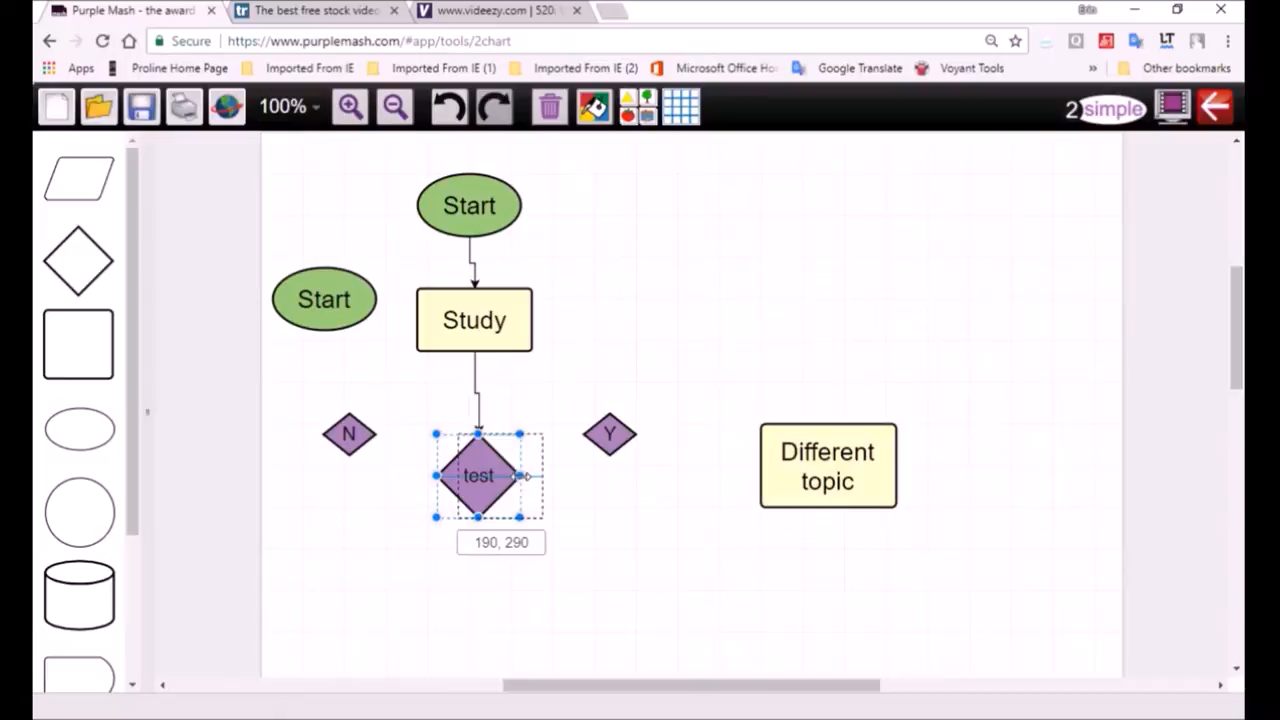 Purple Mash - the award
The best free stock video
www.videezy.com | 520
Secure
https://www.purplemash.com/#app/tools/2chart
Apps
Proline Home Page
Imported From IE
Imported From IE (1)
Imported From IE (2)
Microsoft Office Ho
Google Translate
Voyant Tools
»
Other bookmarks
100%
2simple
Start
Start
Study
N
test
Y
Different
topic
190, 290
LT